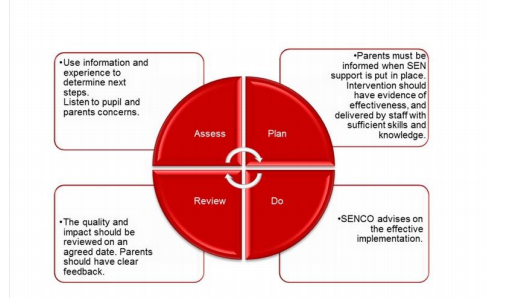 •Use information and
experience to
determine next
steps.
Listen to pupil and
parents concerns.
•Parents must be
informed when SEN
support is put in place.
Intervention should
have evidence of
effectiveness, and
delivered by staff with
sufficient skills and
knowledge.
Assess
Plan
Review
Do
•The quality and
impact should be
reviewed on an
agreed date. Parents
should have clear
feedback.
•SENCO advises on
the effective
implementation.